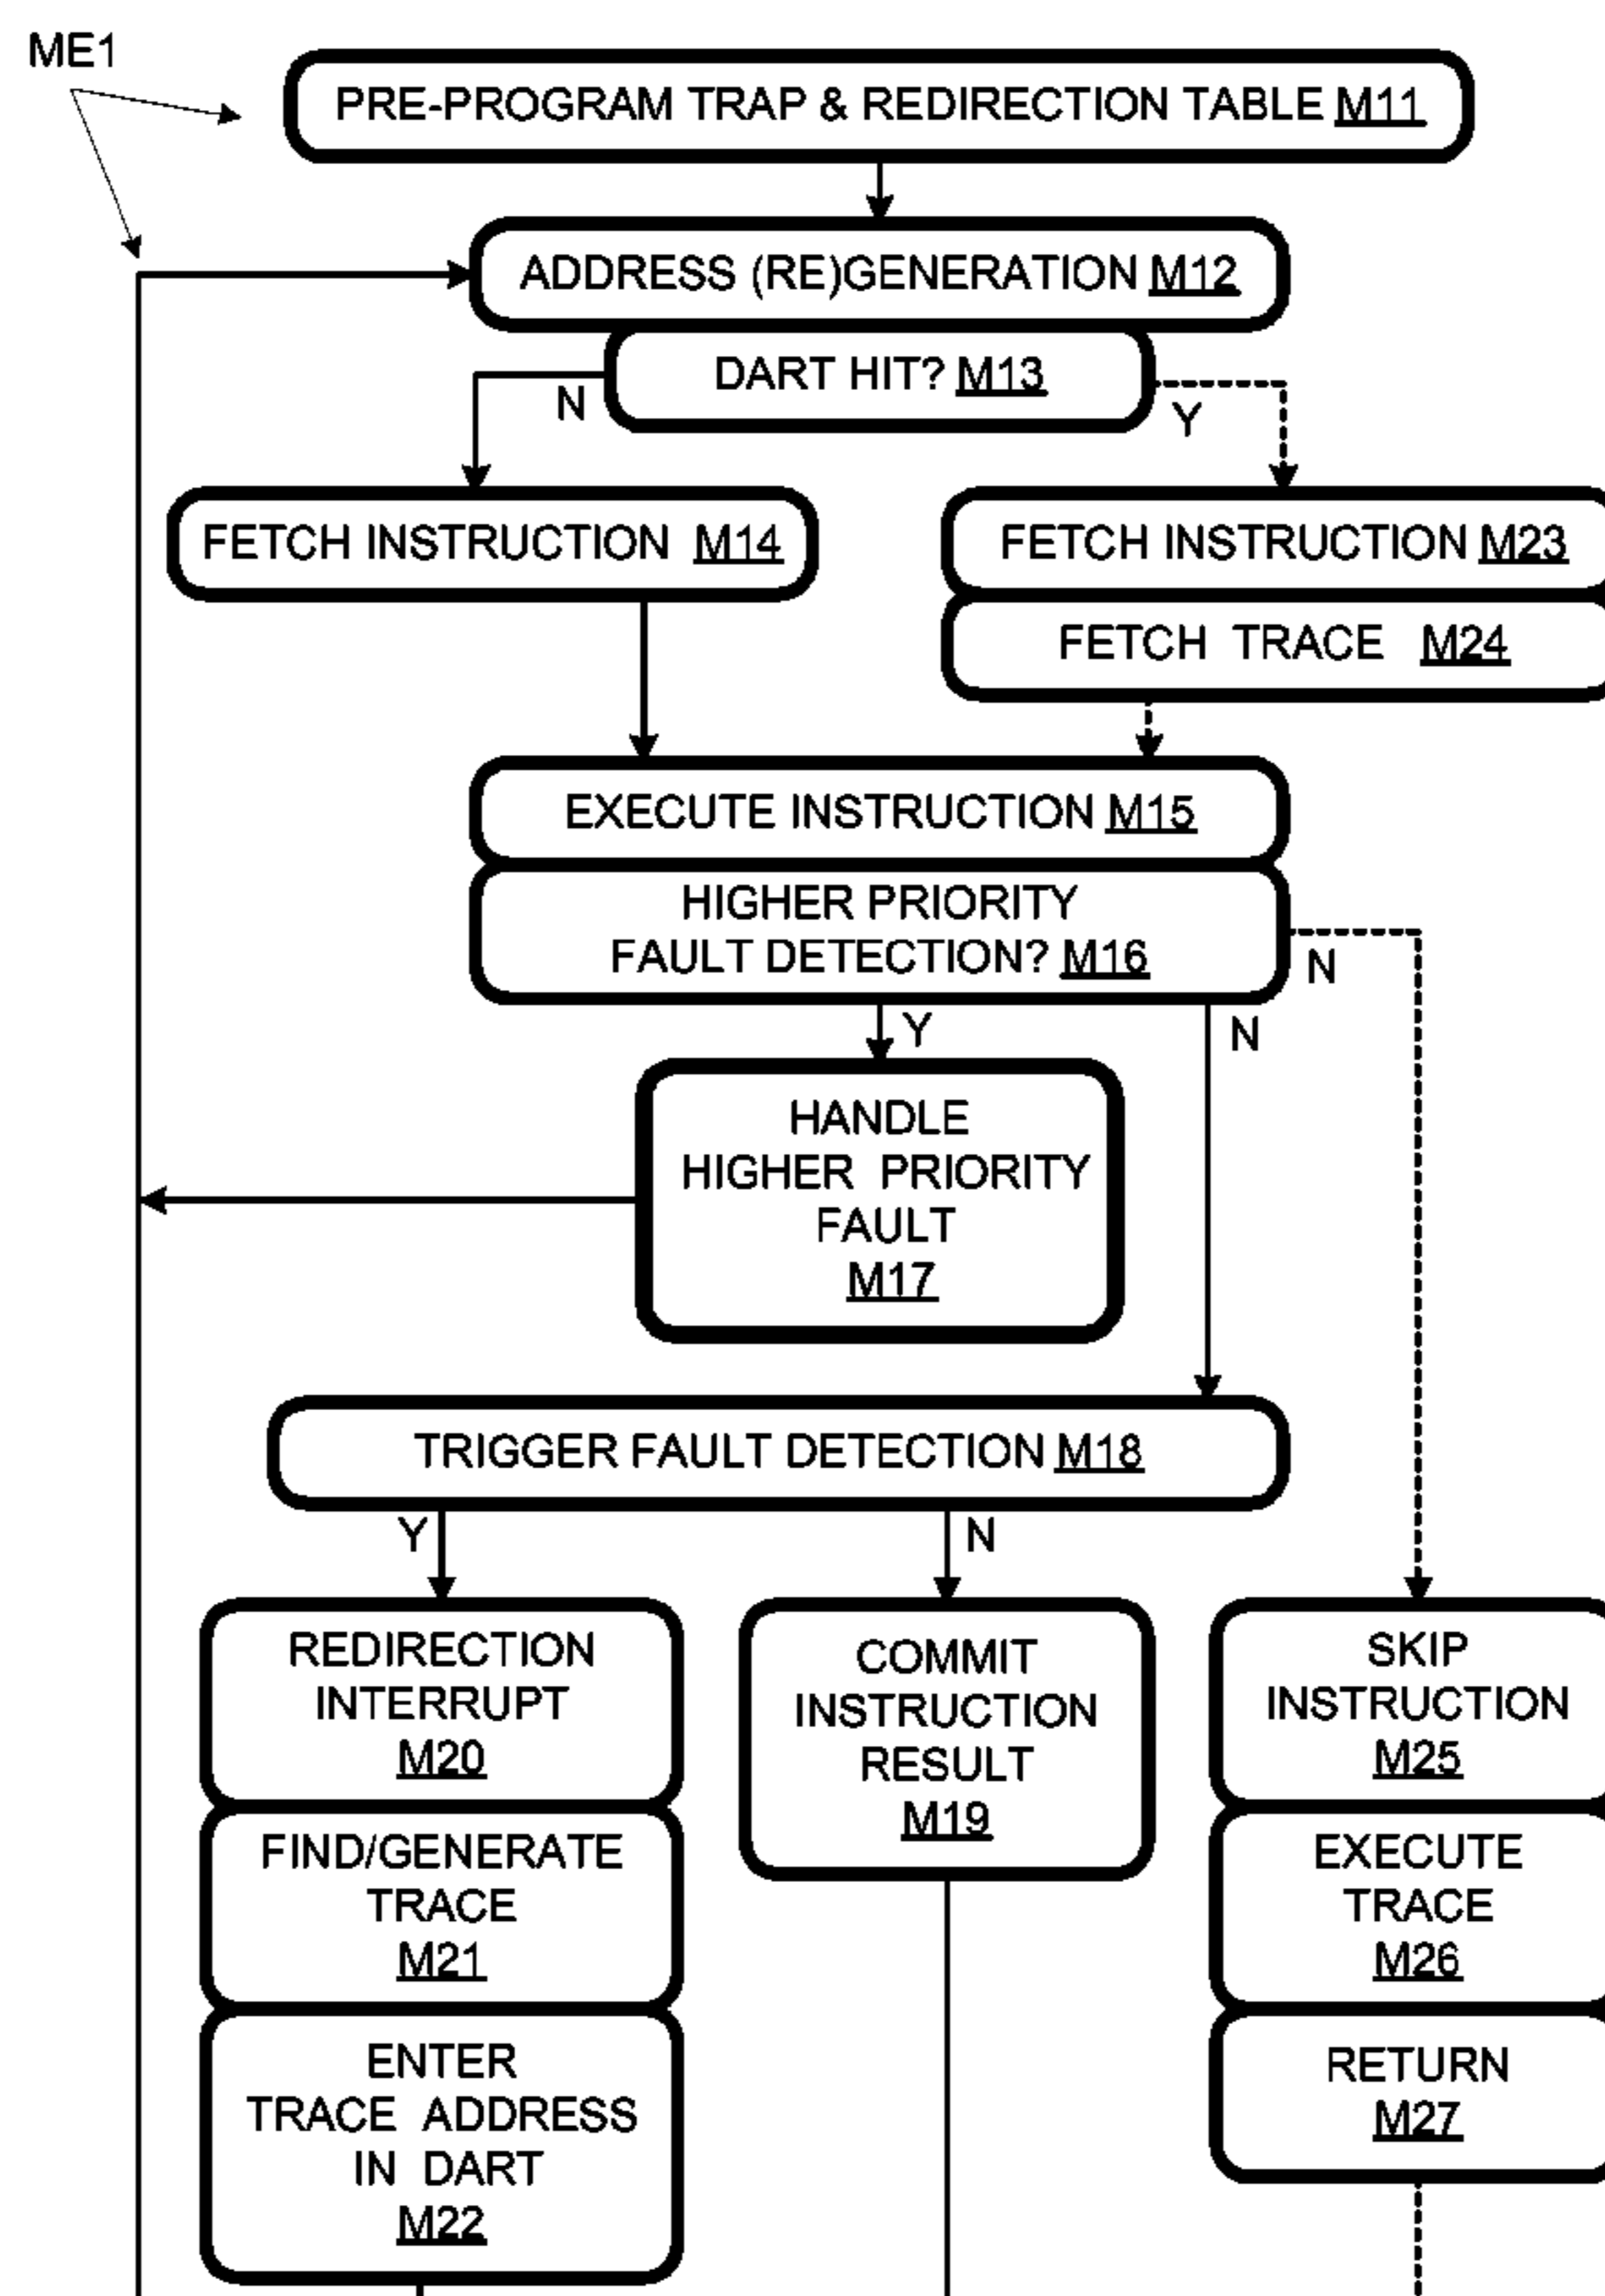 ME1
PRE-PROGRAM TRAP & REDIRECTION TABLE M11
ADDRESS (RE)GENERATION M12
DART HIT? M13
N
Y
FETCH INSTRUCTION M14
FETCH INSTRUCTION M23
FETCH TRACE M24
EXECUTE INSTRUCTION M15
HIGHER PRIORITY
FAULT DETECTION? M16
N
Y
N
HANDLE
HIGHER PRIORITY
FAULT
M17
TRIGGER FAULT DETECTION M18
Y
N
REDIRECTION
INTERRUPT
M20
FIND/GENERATE
TRACE
M21
ENTER
TRACE ADDRESS
IN DART
M22
COMMIT
INSTRUCTION
RESULT
M19
SKIP
INSTRUCTION
M25
EXECUTE
TRACE
M26
RETURN
M27